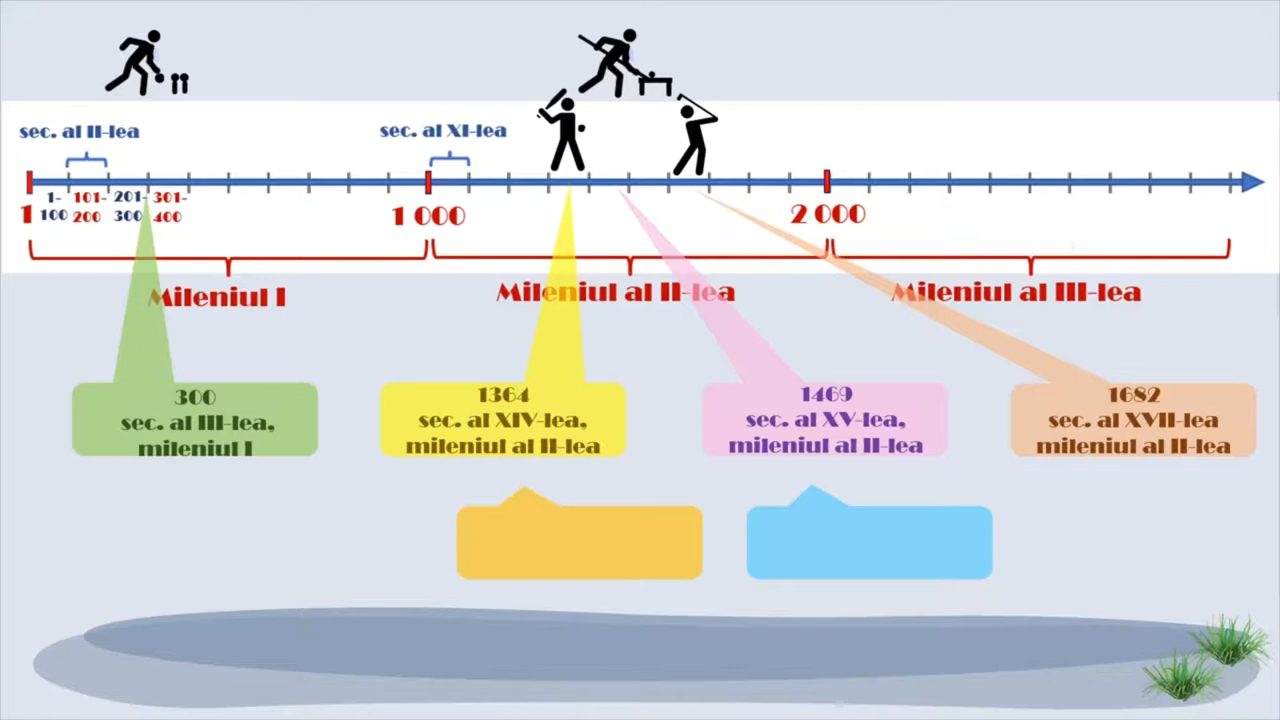 sec. al II-lea
sec. al XI-lea
1
1-
100
101-
200
201-
300
301-
400
1 000
2 000
Mileniul I
Mileniul al II-lea
Mileniul al III-lea
300
sec. al III-lea,
mileniul I
1364
sec. al XIV-lea,
mileniul al II-lea
1469
sec. al XV-lea,
mileniul al II-lea
1682
sec. al XVII-lea
mileniul al II-lea